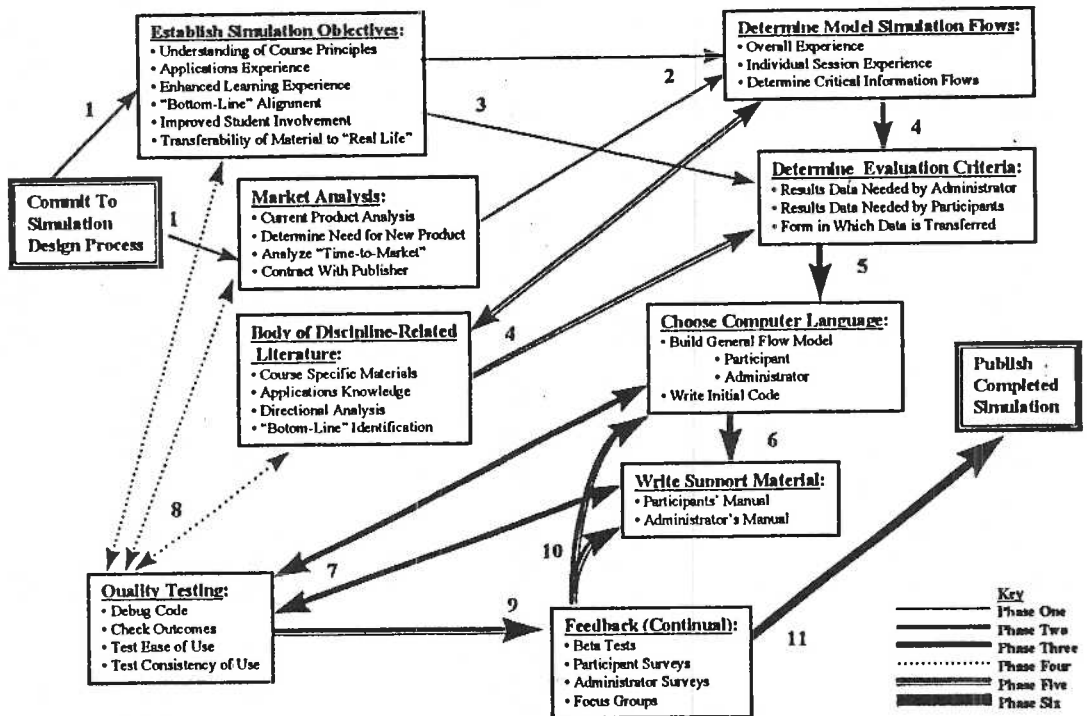 Establish Simulation Objectives:
• Understanding of Course Principles
• Applications Experience
• Enhanced Learning Experience
• "Bottom-Line" Alignment
• Improved Student Involvement
• Transferability of Material to "Real Life"
Determine Model Simulation Flows:
• Overall Experience
• Individual Session Experience
• Determine Critical Information Flows
1
2
3
4
Commit To
Simulation
Design Process
1
Market Analysis:
• Current Product Analysis
• Determine Need for New Product
• Analyze "Time-to-Market"
• Contract With Publisher
Determine Evaluation Criteria:
• Results Data Needed by Administrator
• Results Data Needed by Participants
• Form in Which Data is Transferred
5
Body of Discipline-Related
Literature:
• Course Specific Materials
• Applications Knowledge
• Directional Analysis
• "Botom-Line" Identification
4
Choose Computer Language:
• Build General Flow Model
• Participant
• Administrator
• Write Initial Code
Publish
Completed
Simulation
6
Write Support Material:
• Participants' Manual
• Administrator's Manual
8
7
10
Quality Testing:
• Debug Code
• Check Outcomes
• Test Ease of Use
• Test Consistency of Use
9
Feedback (Continual):
• Beta Tests
• Participant Surveys
• Administrator Surveys
• Focus Groups
11
Key
Phase One
Phase Two
Phase Three
Phase Four
Phase Five
Phase Six